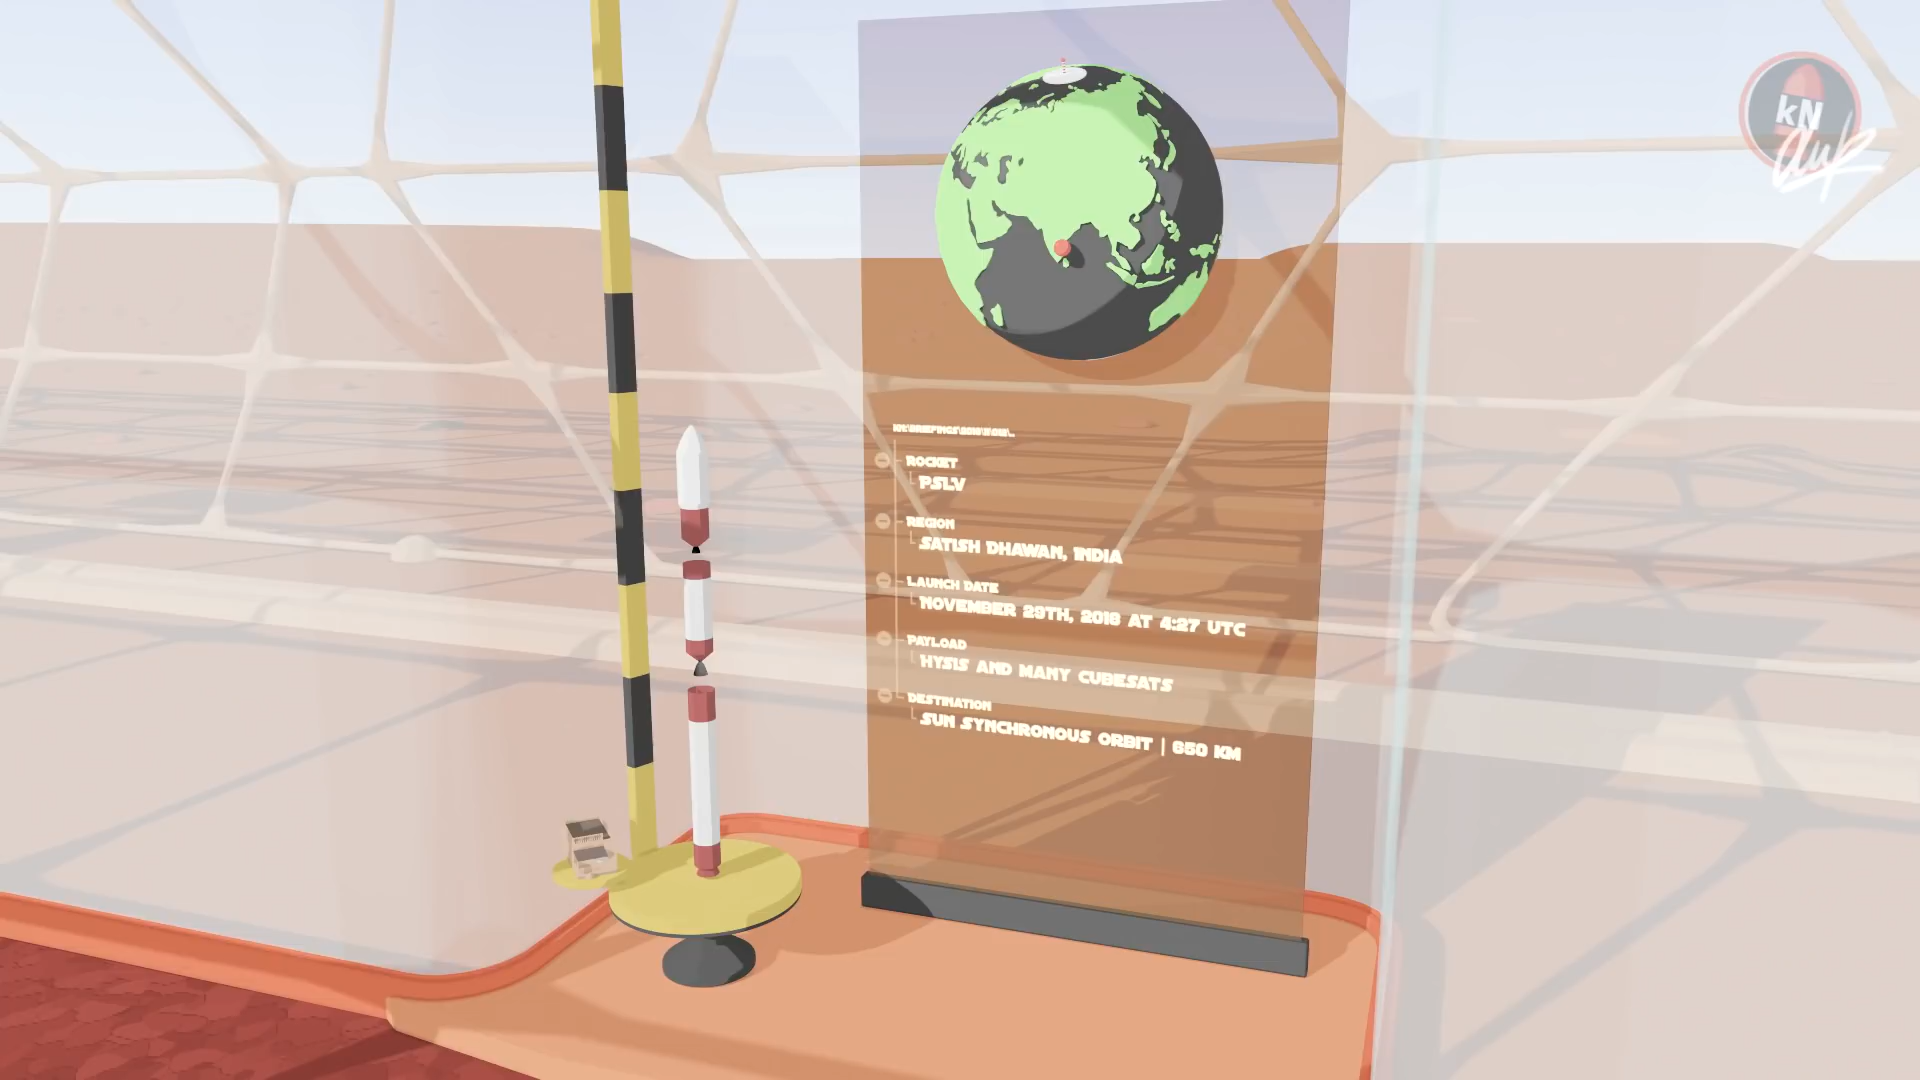 ROCKET
PSLV
REGION
SATISH DHAWAN, INDIA
LAUNCH DATE
NOVEMBER 29TH, 2018 AT 4:27 UTC
PAYLOAD
HYSIS AND MANY CUBESATS
DESTINATION
SUN SYNCHRONOUS ORBIT | 650 KM
kN